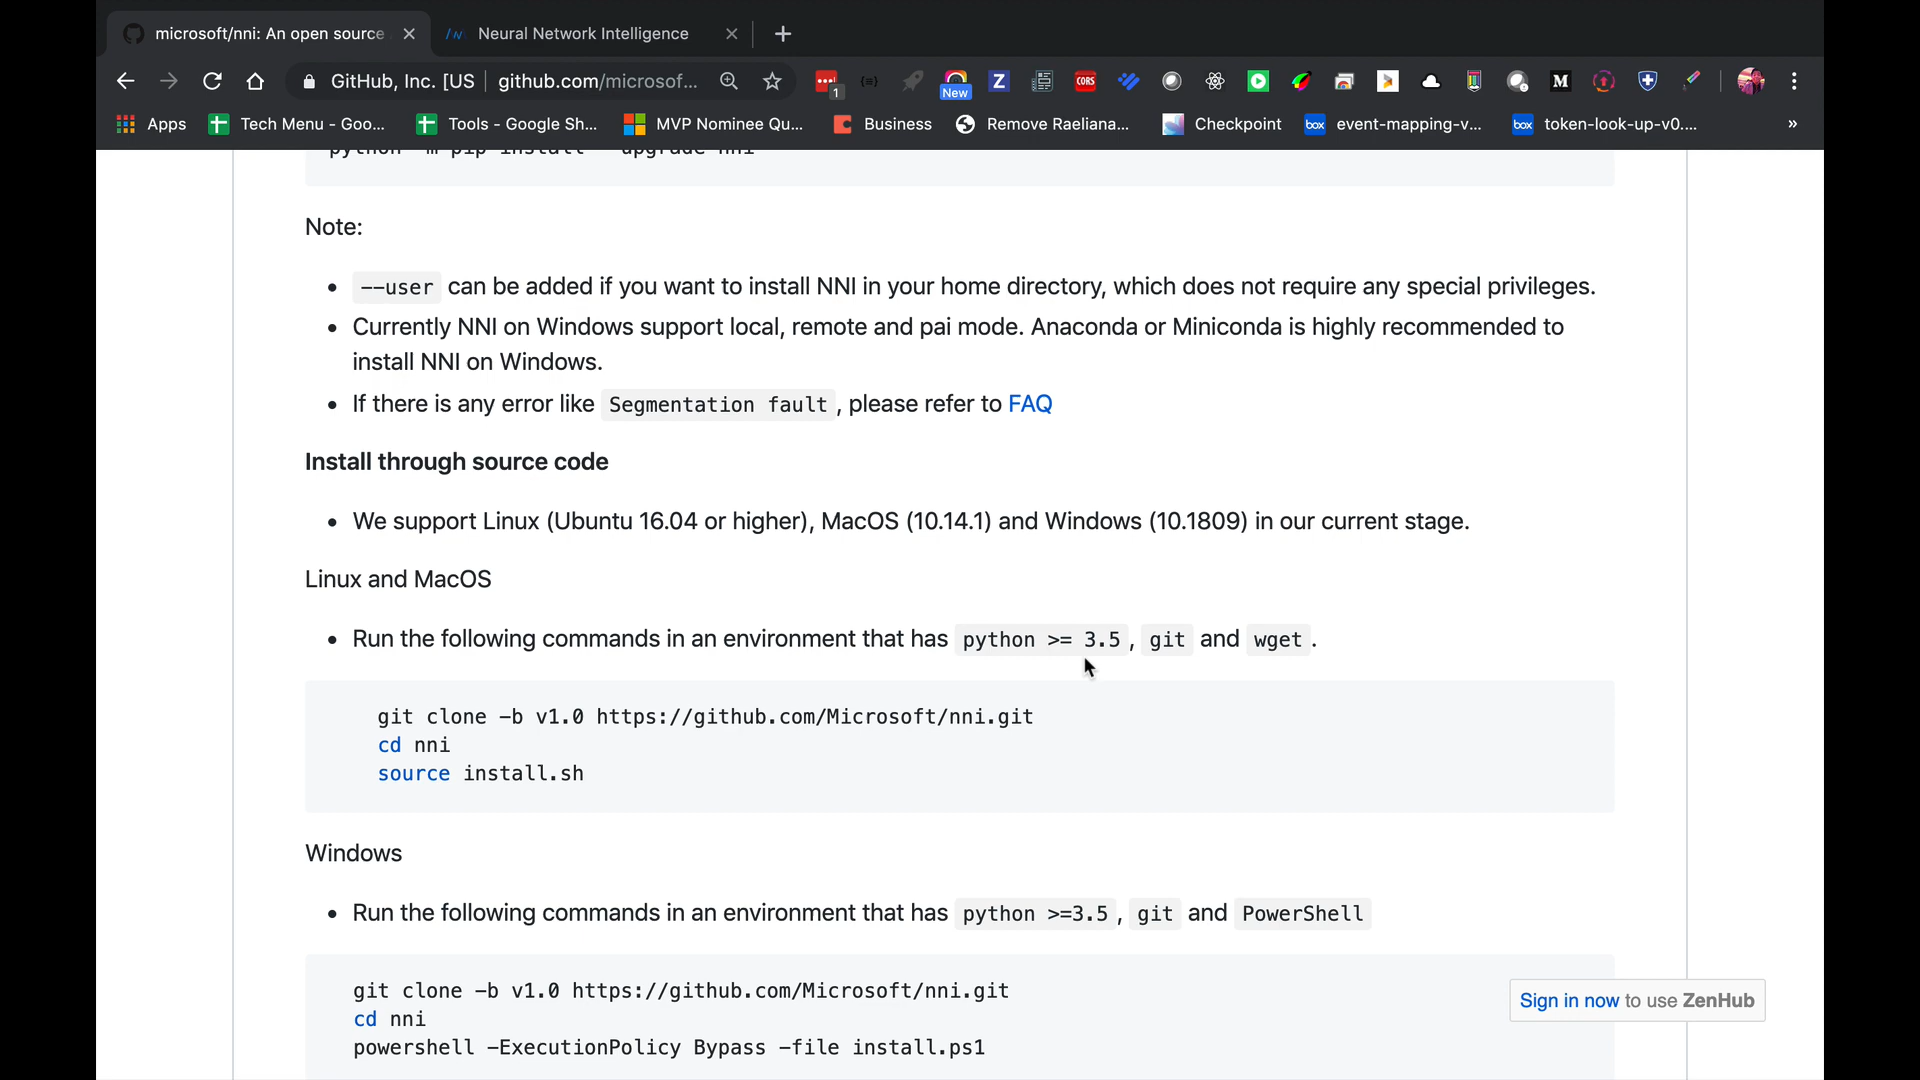 microsoft/nni: An open source
Neural Network Intelligence
GitHub, Inc. [US
github.com/microsof...
1
New
Z
CORS
M
Apps
Tech Menu - Goo...
Tools - Google Sh...
MVP Nominee Qu...
Business
Remove Raeliana...
Checkpoint
box event-mapping-v...
box token-look-up-v0....
»
python -m pip install --upgrade nni
Note:
--user can be added if you want to install NNI in your home directory, which does not require any special privileges.
Currently NNI on Windows support local, remote and pai mode. Anaconda or Miniconda is highly recommended to
install NNI on Windows.
If there is any error like Segmentation fault, please refer to FAQ
Install through source code
We support Linux (Ubuntu 16.04 or higher), MacOS (10.14.1) and Windows (10.1809) in our current stage.
Linux and MacOS
Run the following commands in an environment that has python >= 3.5, git and wget.
git clone -b v1.0 https://github.com/Microsoft/nni.git
cd nni
source install.sh
Windows
Run the following commands in an environment that has python >=3.5, git and PowerShell
git clone -b v1.0 https://github.com/Microsoft/nni.git
cd nni
powershell -ExecutionPolicy Bypass -file install.ps1
Sign in now to use ZenHub